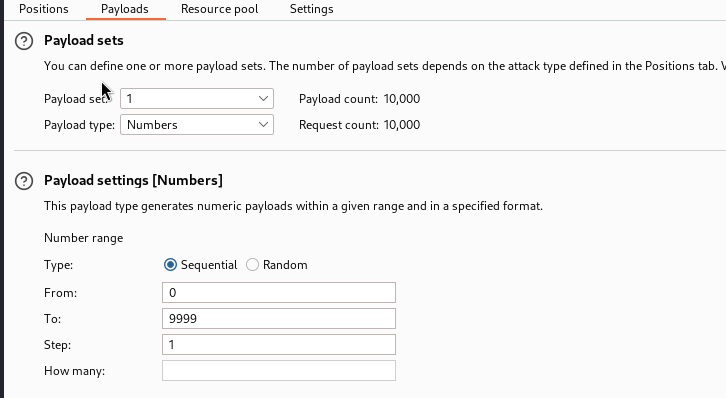 Positions Payloads Resource pool Settings
Payload sets
You can define one or more payload sets. The number of payload sets depends on the attack type defined in the Positions tab. V
Payload set: 1 Payload count: 10,000
Payload type: Numbers Request count: 10,000
Payload settings [Numbers]
This payload type generates numeric payloads within a given range and in a specified format.
Number range
Type: Sequential Random
From: 0
To: 9999
Step: 1
How many: